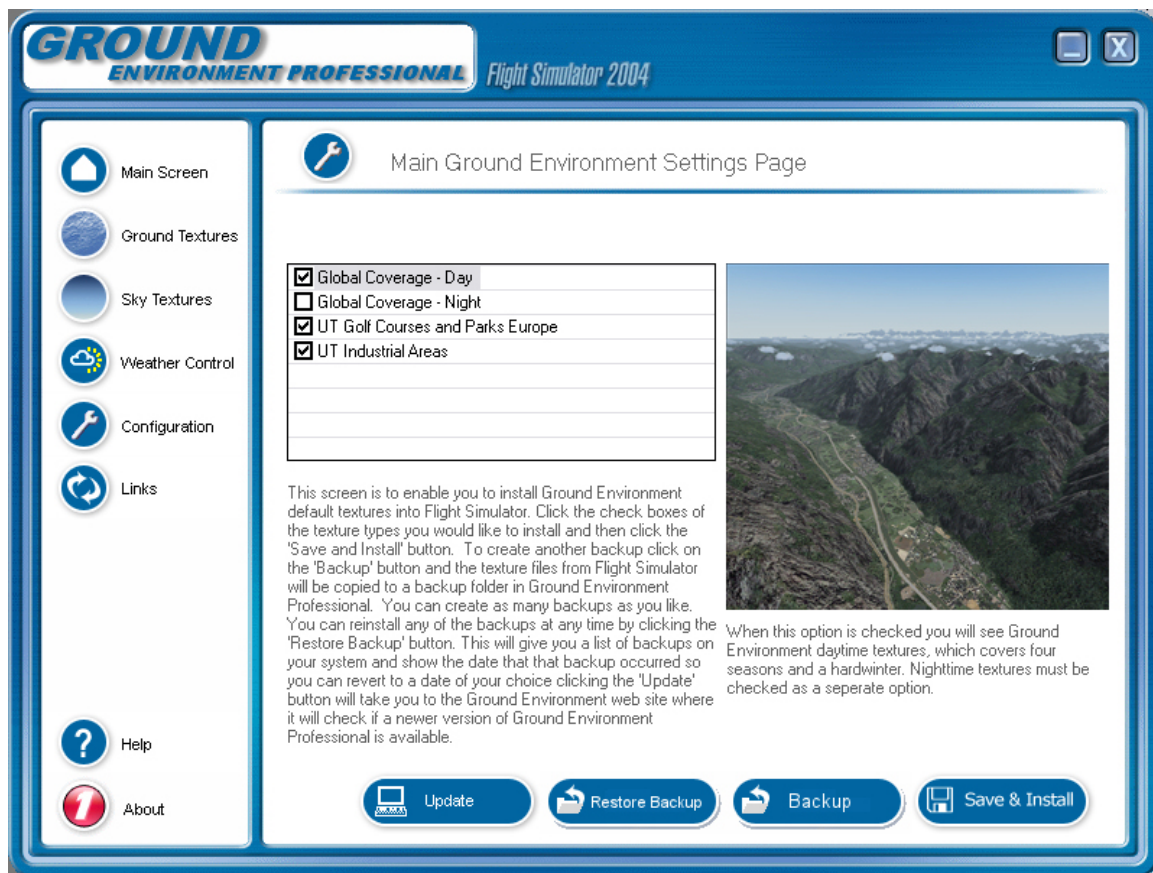 GROUND
ENVIRONMENT PROFESSIONAL
Flight Simulator 2004
X
Main Screen
Ground Textures
Sky Textures
Weather Control
Configuration
Links
Help
About
Main Ground Environment Settings Page
Global Coverage - Day
Global Coverage - Night
UT Golf Courses and Parks Europe
UT Industrial Areas
This screen is to enable you to install Ground Environment
default textures into Flight Simulator. Click the check boxes of
the texture types you would like to install and then click the
'Save and Install' button. To create another backup click on
the 'Backup' button and the texture files from Flight Simulator
will be copied to a backup folder in Ground Environment
Professional. You can create as many backups as you like.
You can reinstall any of the backups at any time by clicking the
'Restore Backup' button. This will give you a list of backups on
your system and show the date that that backup occurred so
you can revert to a date of your choice clicking the 'Update'
button will take you to the Ground Environment web site where
it will check if a newer version of Ground Environment
Professional is available.
When this option is checked you will see Ground
Environment daytime textures, which covers four
seasons and a hardwinter. Nighttime textures must be
checked as a seperate option.
Update
Restore Backup
Backup
Save & Install